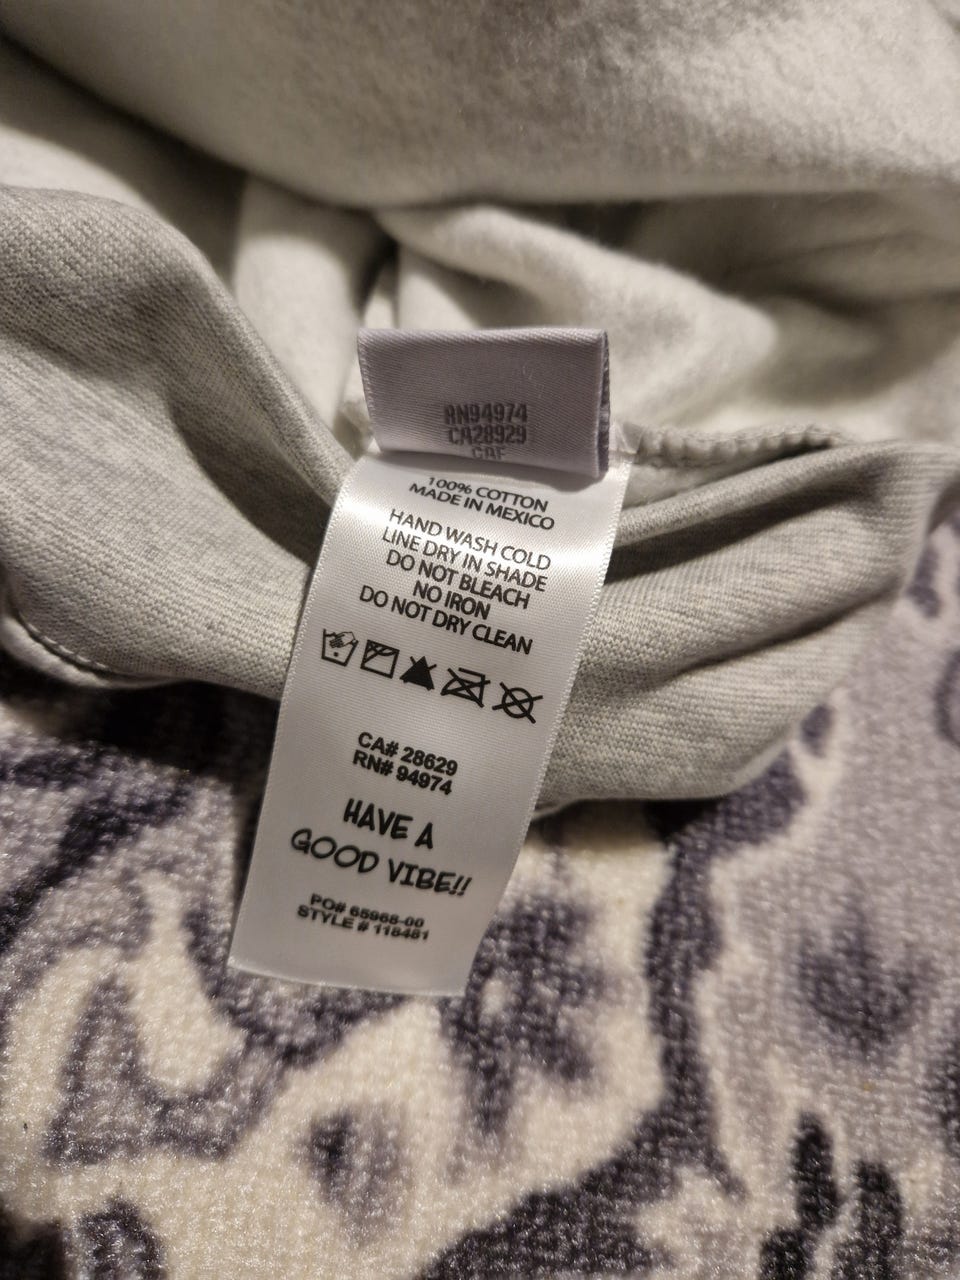 RN94974
CA28929
100% COTTON
MADE IN MEXICO
HAND WASH COLD
LINE DRY IN SHADE
DO NOT BLEACH
NO IRON
DO NOT DRY CLEAN
CA# 28629
RN# 94974
HAVE A
GOOD VIBE!!
PO# 65968-00
STYLE # 118481